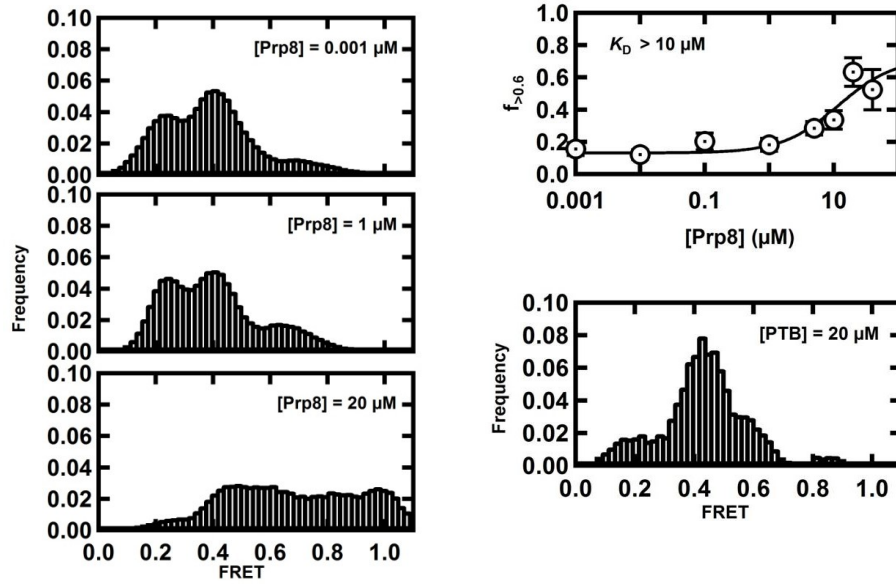 0.10
[Prp8] = 0.001 µM
0.08
0.06
0.04
0.02
0.00
0.10
[Prp8] = 1 µM
0.08
0.06
0.04
0.02
0.00
0.10
[Prp8] = 20 µM
0.08
0.06
0.04
0.02
0.00
0.0 0.2 0.4 0.6 0.8 1.0
FRET
Frequency
1.0
K_D > 10 µM
0.8
0.6
0.4
0.2
0.0
f_{>0.6}
0.001 0.1 10
[Prp8] (µM)
0.10
[PTB] = 20 µM
0.08
0.06
0.04
0.02
0.00
Frequency
0.0 0.2 0.4 0.6 0.8 1.0
FRET